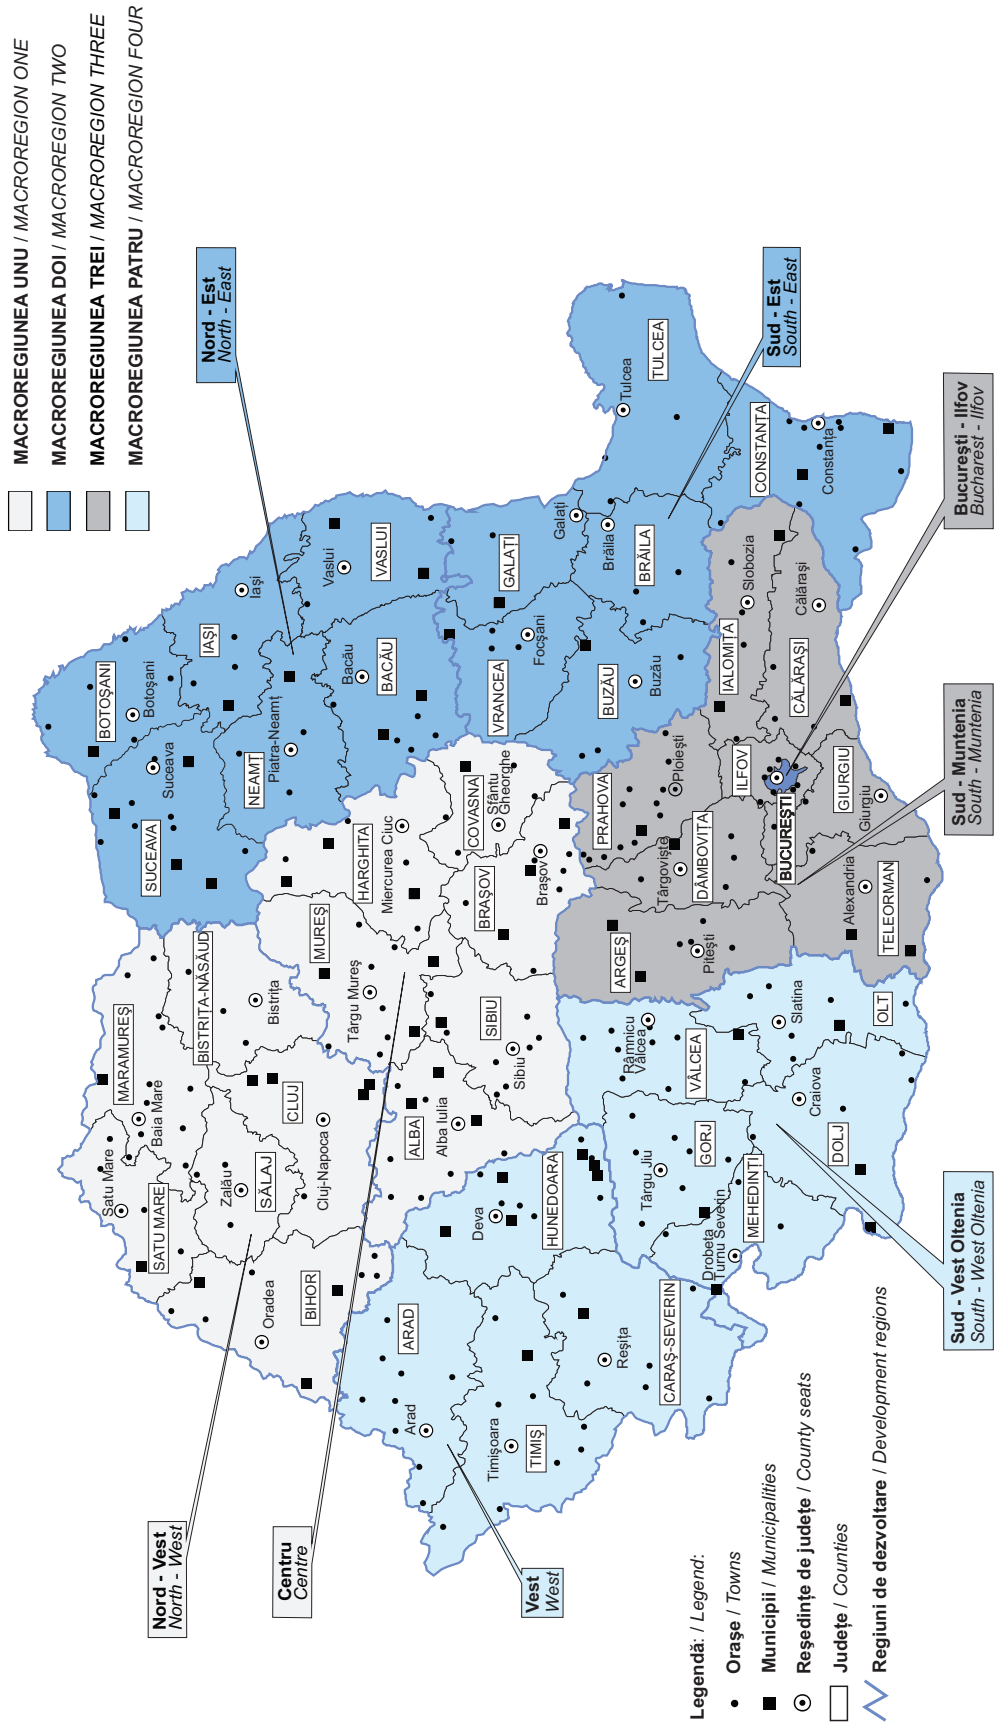 MACROREGIUNEA UNU / MACROREGION ONE
MACROREGIUNEA DOI / MACROREGION TWO
MACROREGIUNEA TREI / MACROREGION THREE
MACROREGIUNEA PATRU / MACROREGION FOUR
Nord - Vest
North - West
Centru
Centre
Vest
West
Nord - Est
North - East
Sud - Est
South - East
București - Ilfov
Bucharest - Ilfov
Sud - Muntenia
South - Muntenia
Sud - Vest Oltenia
South - West Oltenia
SATU MARE
Satu Mare
MARAMUREȘ
Baia Mare
BISTRIȚA-NĂSĂUD
Bistrița
SĂLAJ
Zalău
CLUJ
Cluj-Napoca
BIHOR
Oradea
SUCEAVA
Suceava
BOTOȘANI
Botoșani
IAȘI
Iași
NEAMȚ
Piatra-Neamț
BACĂU
Bacău
VASLUI
Vaslui
MUREȘ
Târgu Mureș
HARGHITA
Miercurea Ciuc
COVASNA
Sfântu
Gheorghe
BRAȘOV
Brașov
SIBIU
Sibiu
ALBA
Alba Iulia
ARAD
Arad
TIMIȘ
Timișoara
HUNEDOARA
Deva
CARAȘ-SEVERIN
Reșița
VRANCEA
Focșani
GALAȚI
Galați
BUZĂU
Buzău
BRĂILA
Brăila
TULCEA
Tulcea
CONSTANȚA
Constanța
GORJ
Târgu Jiu
VÂLCEA
Râmnicu
Vâlcea
MEHEDINȚI
Drobeta
Turnu Severin
DOLJ
Craiova
OLT
Slatina
ARGEȘ
Pitești
DÂMBOVIȚA
Târgoviște
PRAHOVA
Ploiești
IALOMIȚA
Slobozia
CĂLĂRAȘI
Călărași
ILFOV
BUCUREȘTI
GIURGIU
Giurgiu
TELEORMAN
Alexandria
Legendă: / Legend:
Orașe / Towns
Municipii / Municipalities
Reședințe de județe / County seats
Județe / Counties
Regiuni de dezvoltare / Development regions